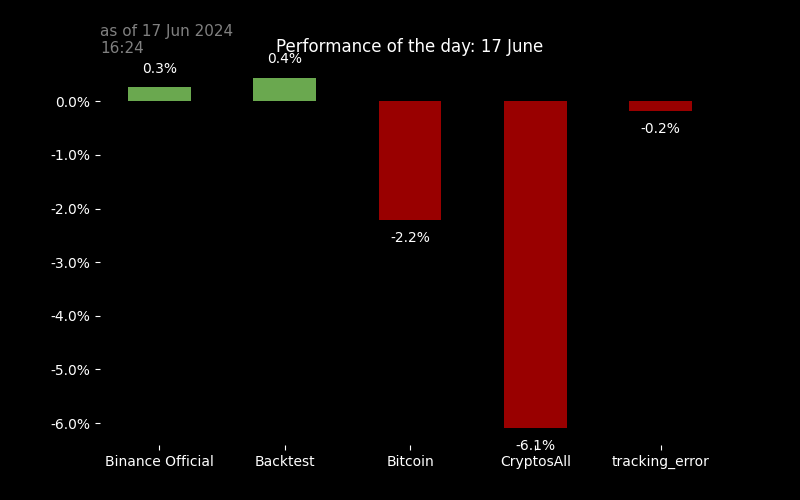 as of 17 Jun 2024
16:24
Performance of the day: 17 June
0.3%
0.4%
0.0%
-1.0%
-2.0%
-3.0%
-4.0%
-5.0%
-6.0%
-2.2%
-6.1%
-0.2%
Binance Official
Backtest
Bitcoin
CryptosAll
tracking_error